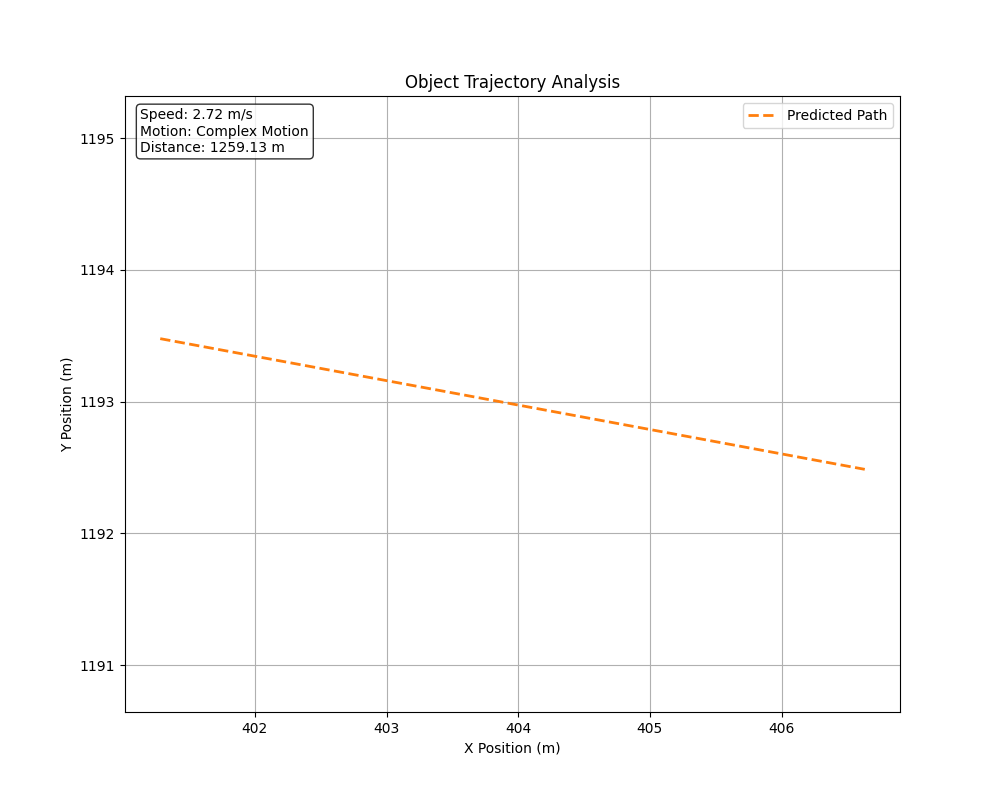 Object Trajectory Analysis
Speed: 2.72 m/s
Motion: Complex Motion
Distance: 1259.13 m
Predicted Path
1195
1194
1193
1192
1191
Y Position (m)
402 403 404 405 406
X Position (m)